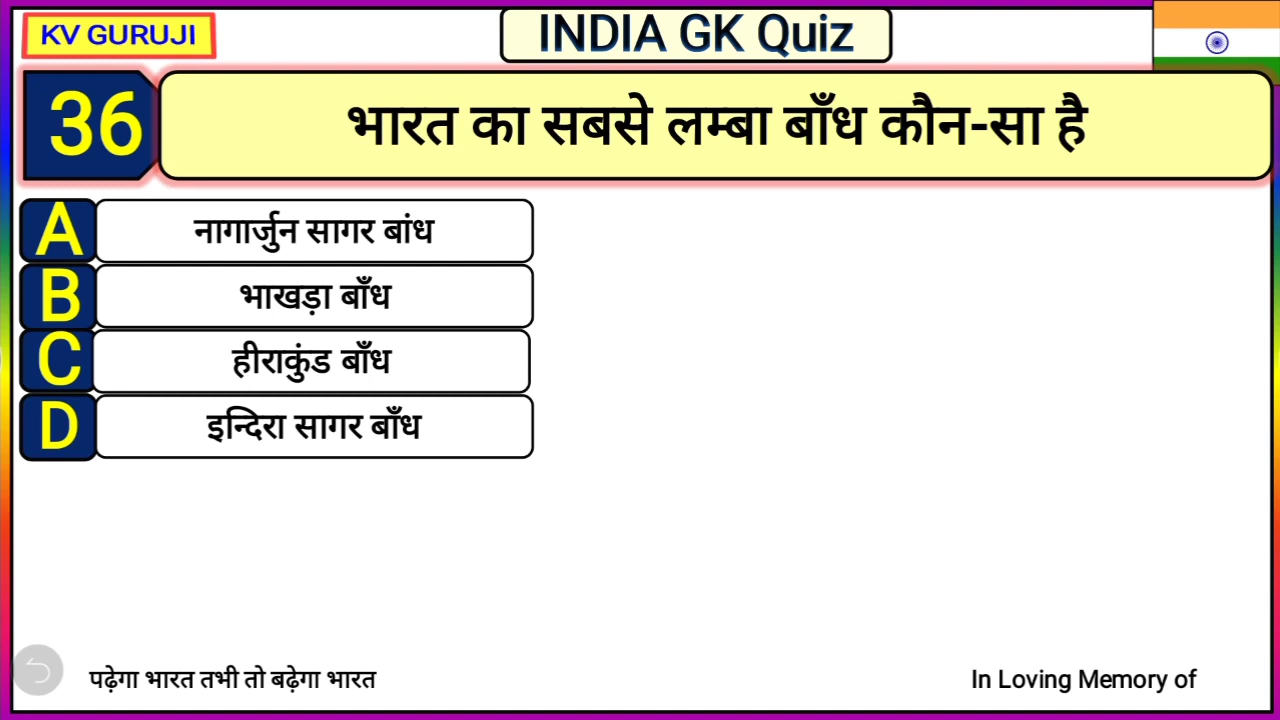 KV GURUJI
INDIA GK Quiz
36
भारत का सबसे लम्बा बाँध कौन-सा है
A नागार्जुन सागर बांध
B भाखड़ा बाँध
C हीराकुंड बाँध
D इन्दिरा सागर बाँध
पढ़ेगा भारत तभी तो बढ़ेगा भारत
In Loving Memory of